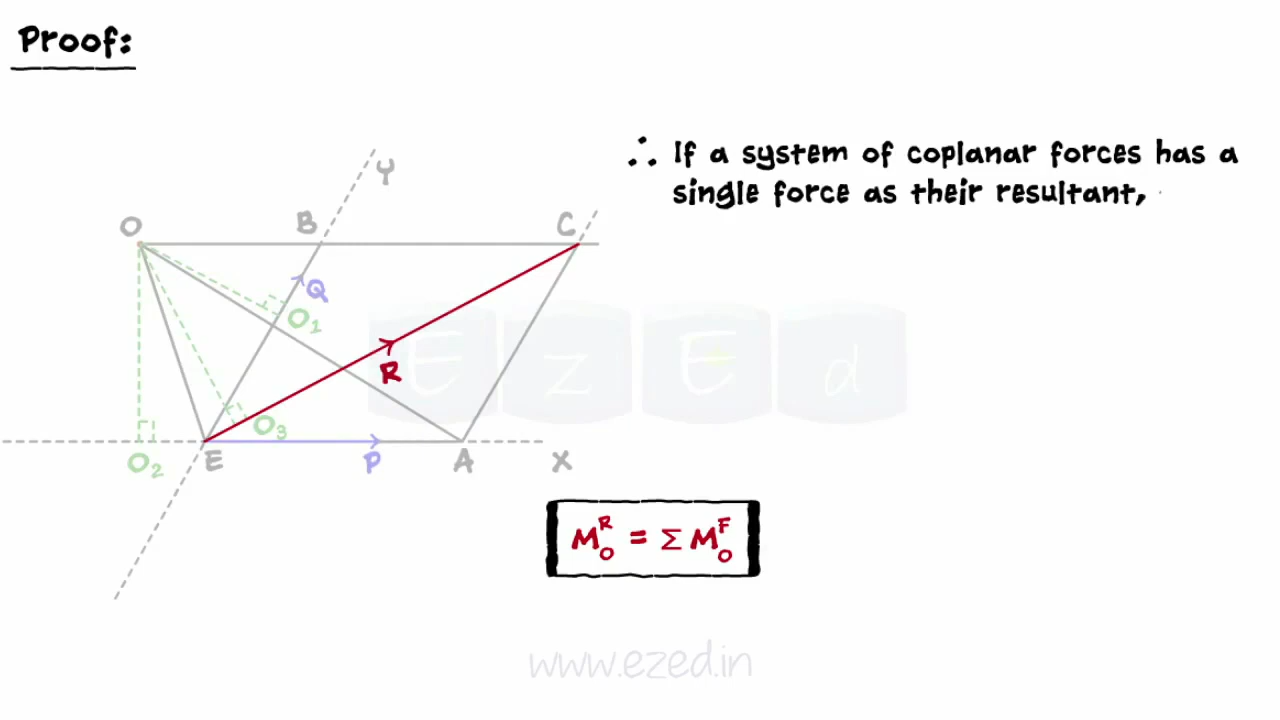 Proof:
∴ If a system of coplanar forces has a
single force as their resultant,
Y
O
B
C
Q
O1
R
E z E d
O3
O2
E
P
A
X
M_O^R = Σ M_O^F
www.ezed.in